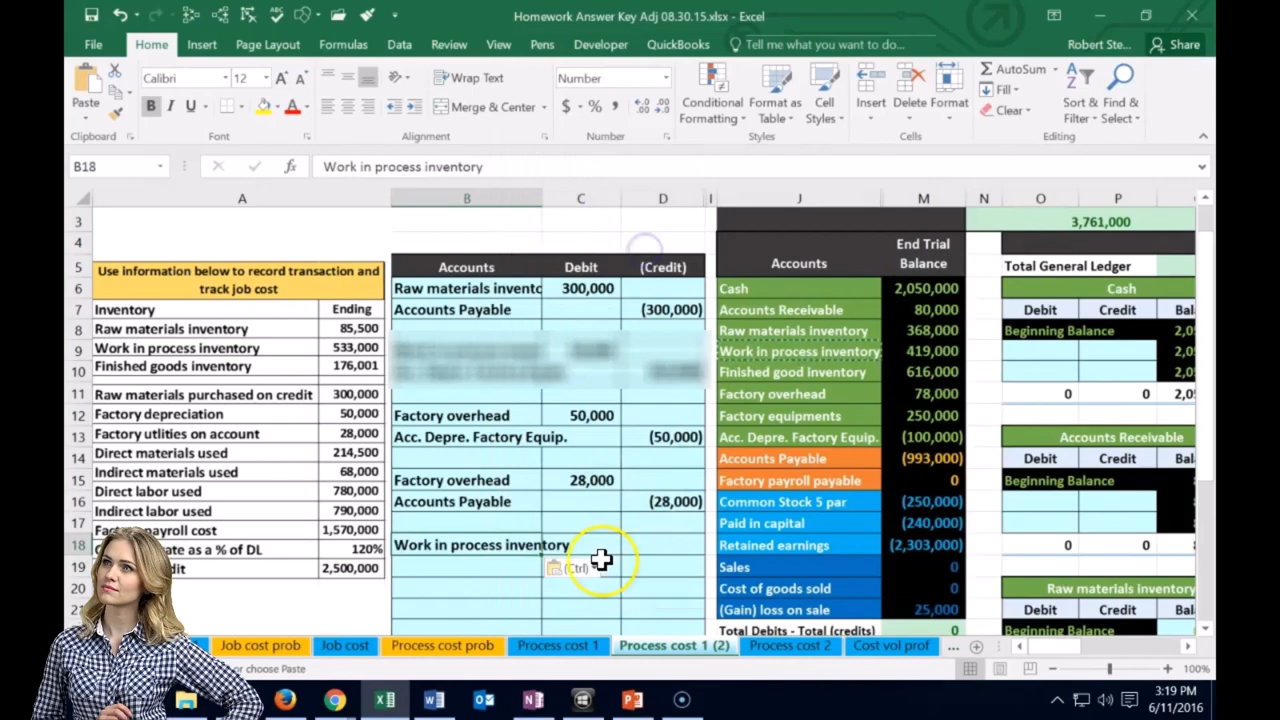 Homework Answer Key Adj 08.30.15.xlsx - Excel
File Home Insert Page Layout Formulas Data Review View Pens Developer QuickBooks Tell me what you want to do... Robert Ste... Share
Calibri 12 Wrap Text Number AutoSum
Paste B I U Merge & Center $ % Conditional Formatting Format as Table Cell Styles Insert Delete Format Fill Clear Sort & Filter Find & Select
Clipboard Font Alignment Number Styles Cells Editing
B18 fx Work in process inventory
A B C D I J M N O P
3 3,761,000
4 End Trial Balance
5 Use information below to record transaction and track job cost Accounts Debit (Credit) Accounts Total General Ledger
6 Raw materials invento 300,000 Cash 2,050,000 Cash
7 Inventory Ending Accounts Payable (300,000) Accounts Receivable 80,000 Debit Credit Bal
8 Raw materials inventory 85,500 Raw materials inventory 368,000 Beginning Balance 2,0
9 Work in process inventory 533,000 Work in process inventory 419,000
10 Finished goods inventory 176,001 Finished good inventory 616,000
11 Raw materials purchased on credit 300,000 Factory overhead 78,000 0 0 2,0
12 Factory depreciation 50,000 Factory overhead 50,000 Factory equipments 250,000
13 Factory utlities on account 28,000 Acc. Depre. Factory Equip. (50,000) Acc. Depre. Factory Equip. (100,000) Accounts Receivable
14 Direct materials used 214,500 Accounts Payable (993,000) Debit Credit Bal
15 Indirect materials used 68,000 Factory overhead 28,000 Factory payroll payable 0 Beginning Balance
16 Direct labor used 780,000 Accounts Payable (28,000) Common Stock 5 par (250,000)
17 Indirect labor used 790,000 Paid in capital (240,000)
18 payroll cost 1,570,000 Work in process inventory Retained earnings (2,303,000) 0 0
19 as a % of DL 120% (Ctrl) Sales 0
20 2,500,000 Cost of goods sold 0 Raw materials inventory
21 (Gain) loss on sale 25,000 Debit Credit Bal
Total Debits - Total (credits) 0 Beginning Balance
Job cost prob Job cost Process cost prob Process cost 1 Process cost 1 (2) Process cost 2 Cost vol prof ...
or choose Paste 100%
3:19 PM
6/11/2016